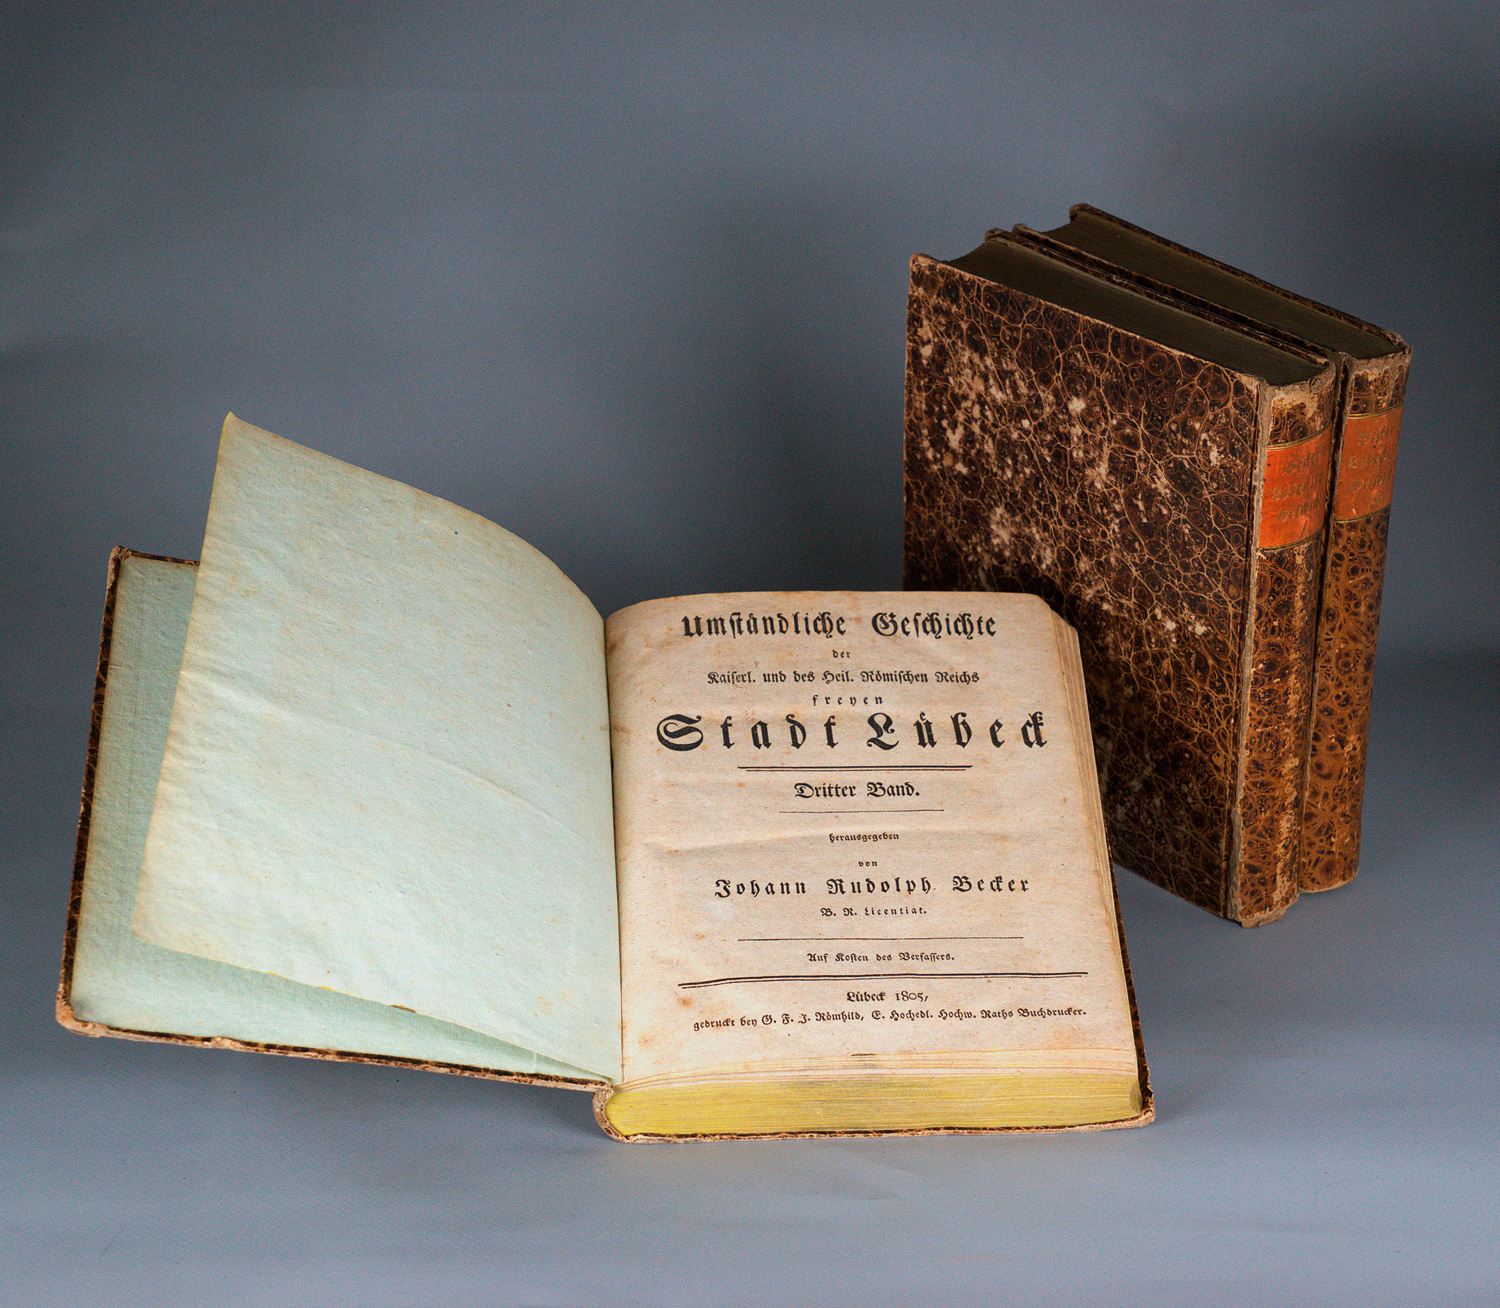 Umständliche Geschichte
der
Kaiserl. und des Heil. Römischen Reichs
freyen
Stadt Lübeck
Dritter Band.
herausgegeben
von
Johann Rudolph Becker
B. R. Licentiat.
Auf Kosten des Verfassers.
Lübeck 1805,
gedruckt bey G. F. J. Römhild, E. Hochedl. Hochw. Raths Buchdrucker.